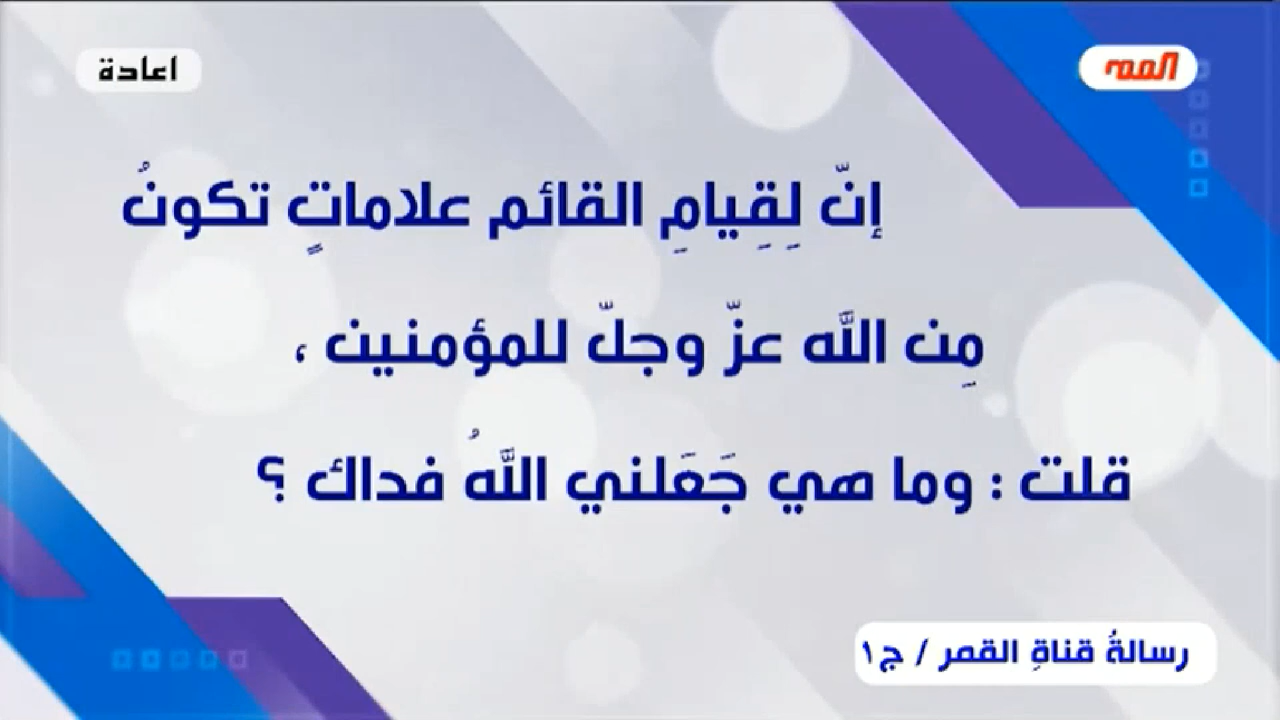 القمر
اعادة
إنّ لِقِيامِ القائم علاماتٍ تكونُ
مِن اللَّه عزّ وجلّ للمؤمنين ،
قلت : وما هي جَعَلني اللَّهُ فداك ؟
رسالةُ قناةِ القمر / ج١